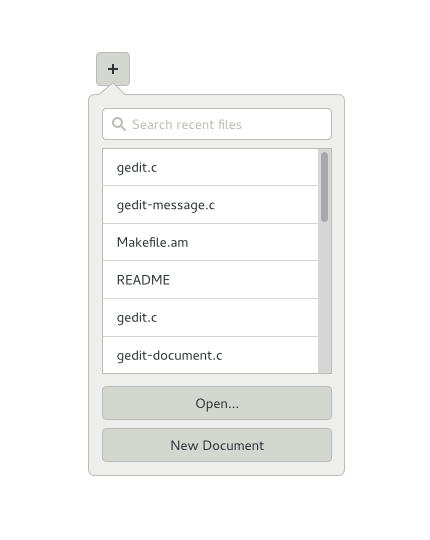 +
Search recent files
gedit.c
gedit-message.c
Makefile.am
README
gedit.c
gedit-document.c
Open...
New Document